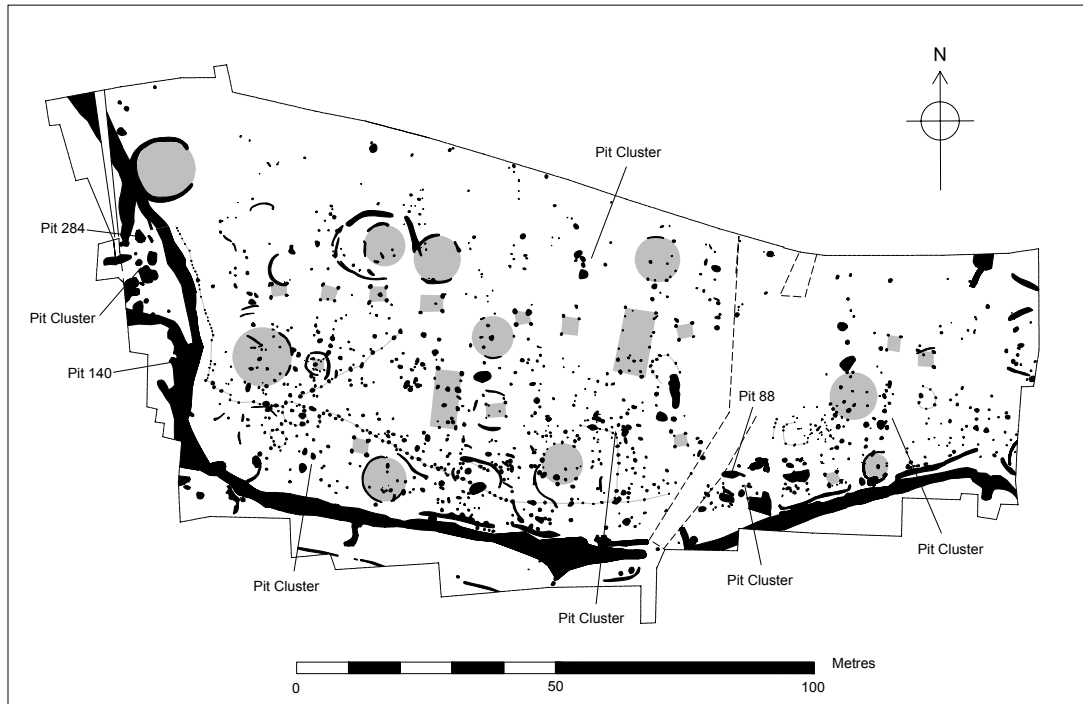 N
Pit Cluster
Pit 284
Pit Cluster
Pit 140
Pit 88
Pit Cluster
Pit Cluster
Pit Cluster
Pit Cluster
Metres
0
50
100